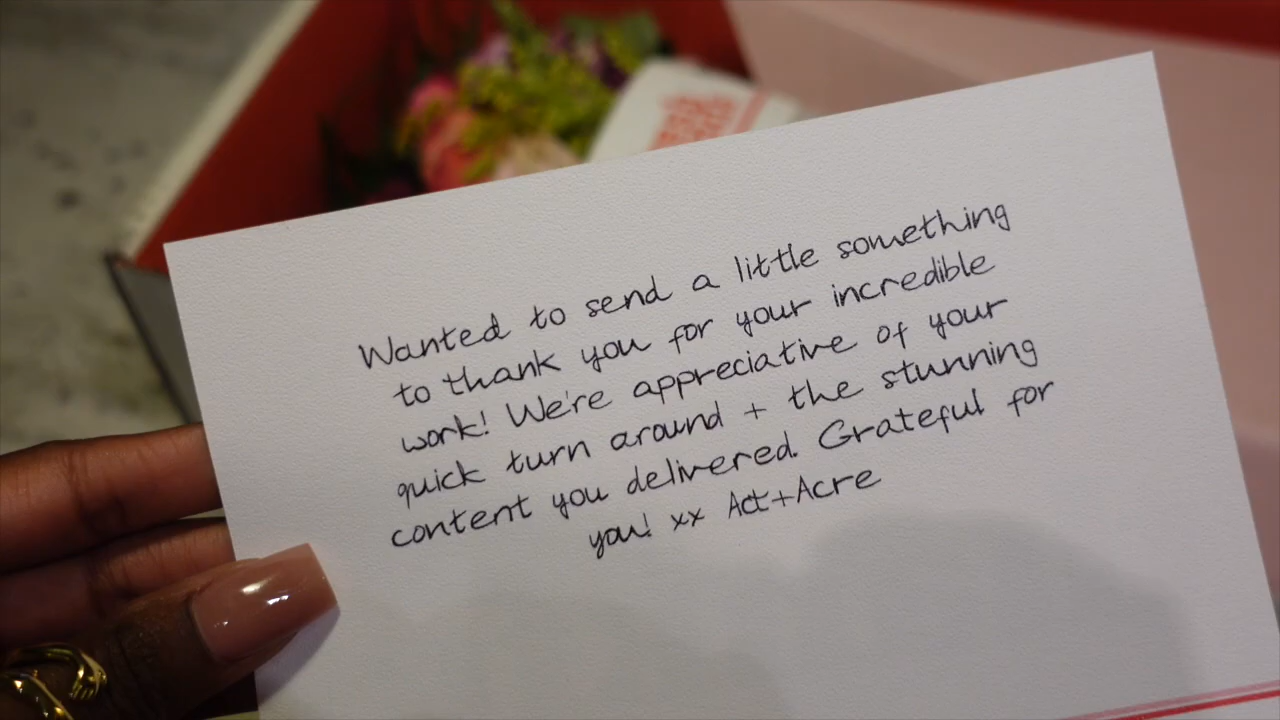 Wanted to send a little something
to thank you for your incredible
work! We're appreciative of your
quick turn around + the stunning
content you delivered. Grateful for
you! xx Act+Acre